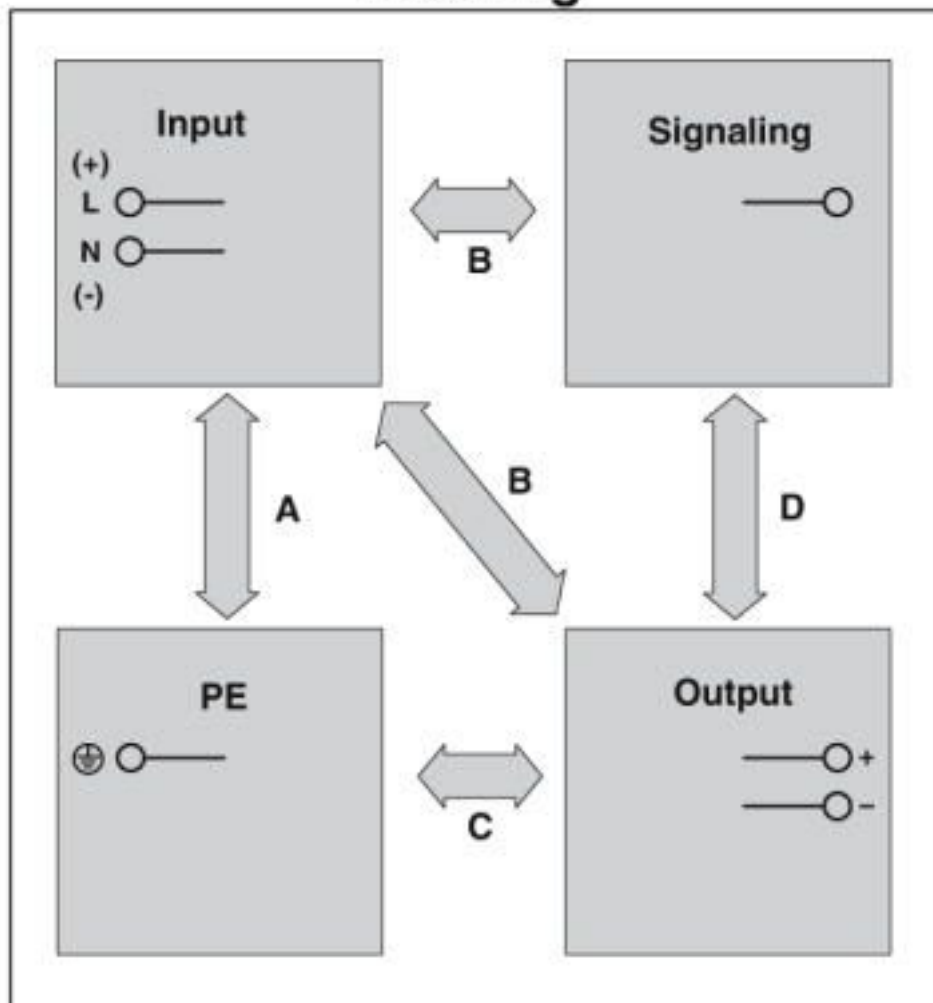 Input
(+)
L
N
(-)
Signaling
B
A
B
D
PE
Output
+
–
C